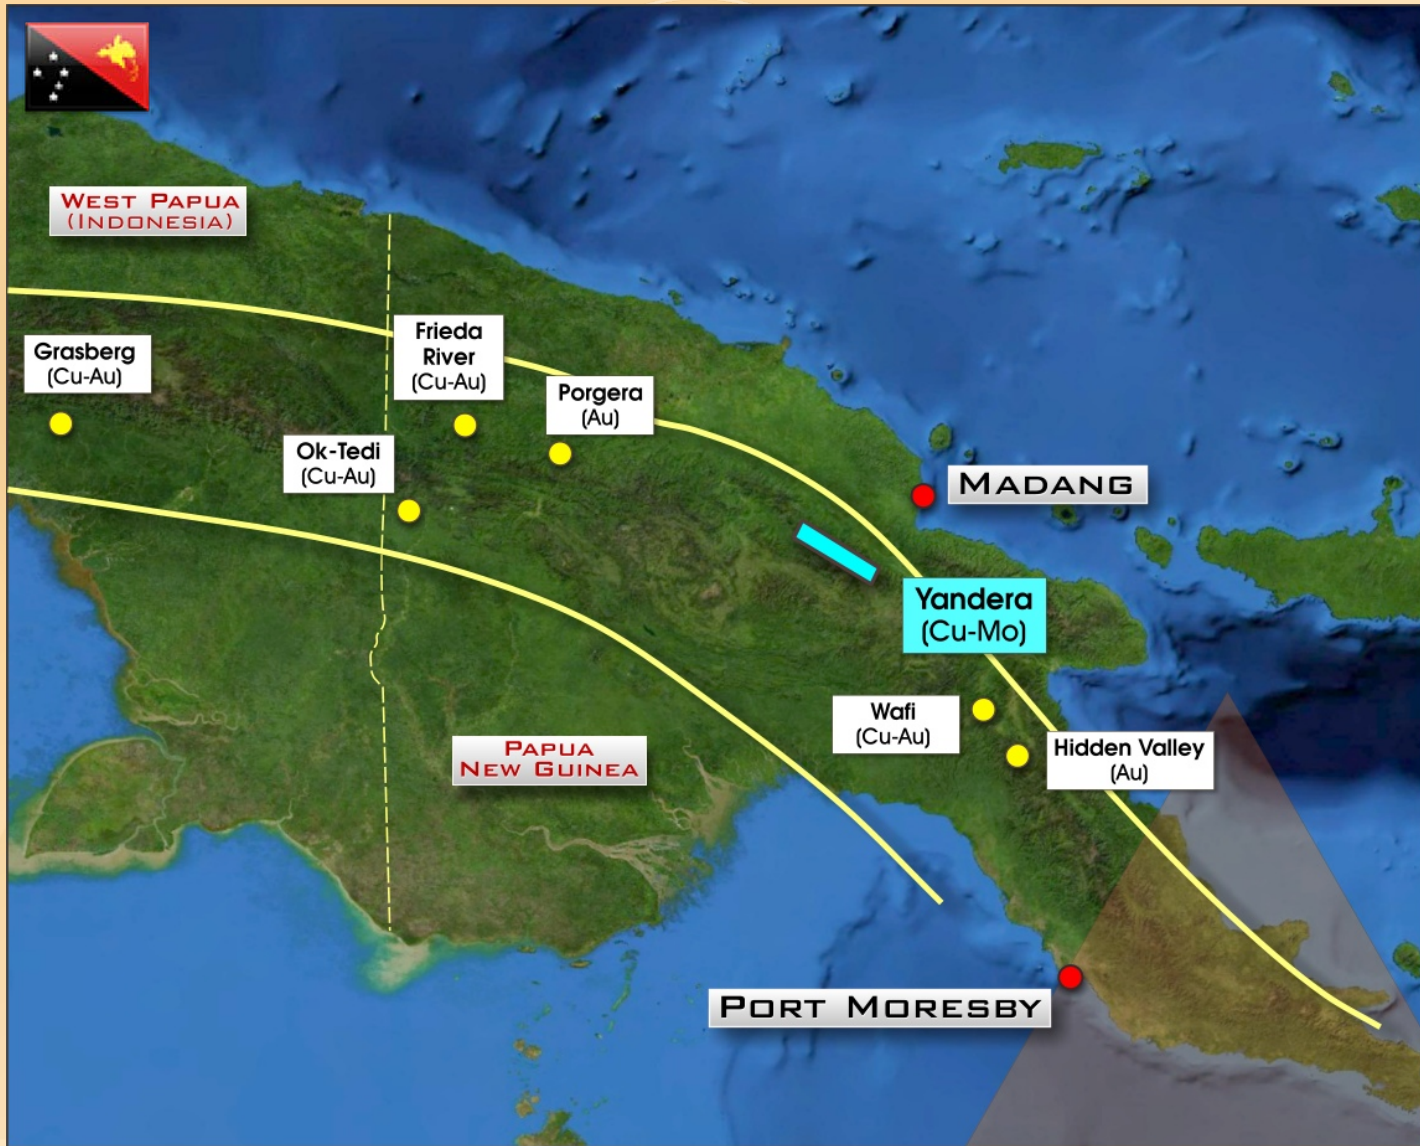 West Papua
(Indonesia)
Grasberg
(Cu-Au)
Frieda
River
(Cu-Au)
Porgera
(Au)
Ok-Tedi
(Cu-Au)
Madang
Yandera
(Cu-Mo)
Wafi
(Cu-Au)
Hidden Valley
(Au)
Papua
New Guinea
Port Moresby